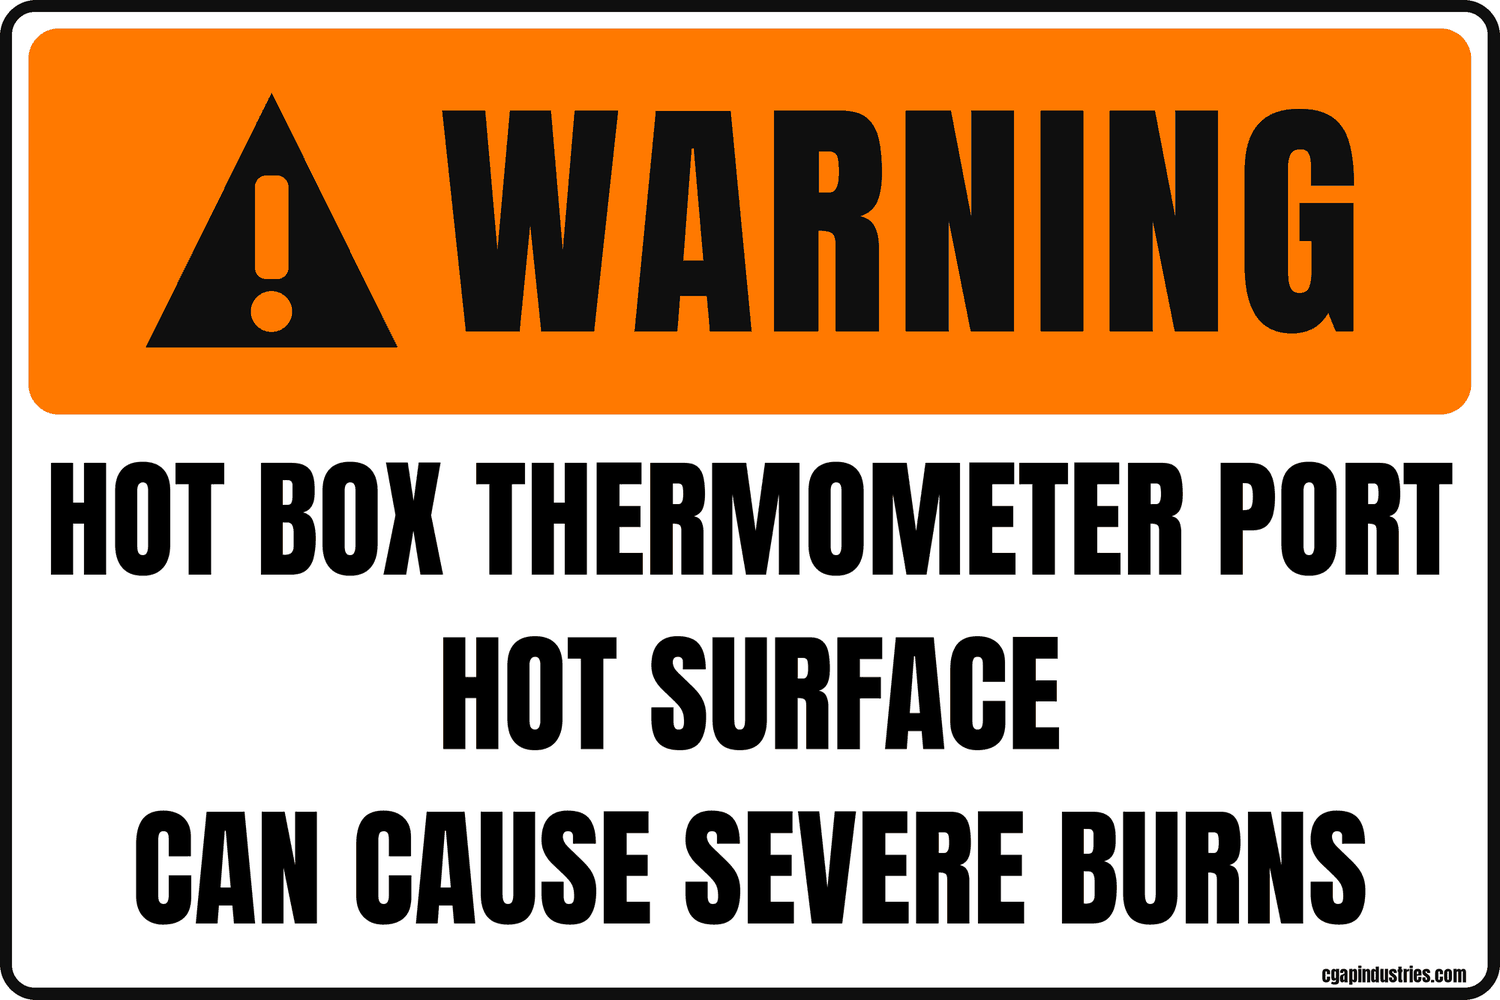 WARNING
HOT BOX THERMOMETER PORT
HOT SURFACE
CAN CAUSE SEVERE BURNS
cgapindustries.com